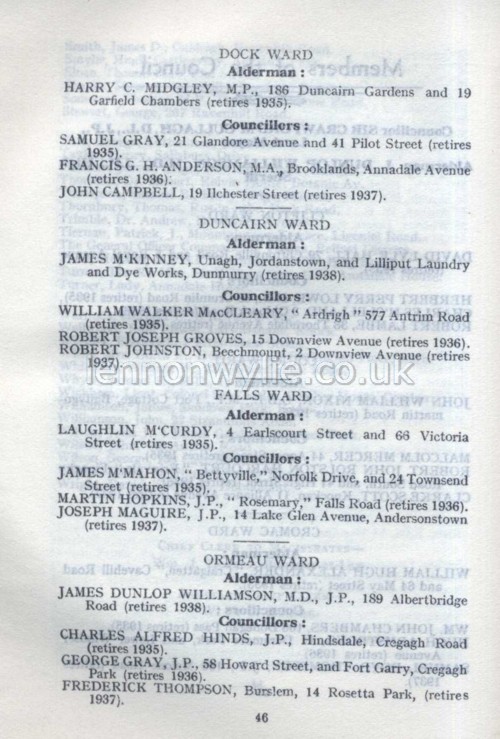 DOCK WARD
Alderman :
HARRY C. MIDGLEY, M.P., 186 Duncairn Gardens and 19
Garfield Chambers (retires 1935).
Councillors :
SAMUEL GRAY, 21 Glandore Avenue and 41 Pilot Street (retires
1935).
FRANCIS G. H. ANDERSON, M.A., Brooklands, Annadale Avenue
(retires 1936).
JOHN CAMPBELL, 19 Ilchester Street (retires 1937).
DUNCAIRN WARD
Alderman :
JAMES M'KINNEY, Unagh, Jordanstown, and Lilliput Laundry
and Dye Works, Dunmurry (retires 1938).
Councillors :
WILLIAM WALKER MacCLEARY, “ Ardrigh ” 577 Antrim Road
(retires 1935).
ROBERT JOSEPH GROVES, 15 Downview Avenue (retires 1936).
ROBERT JOHNSTON, Beechmount, 2 Downview Avenue (retires
1937).
lennonwylie.co.uk
FALLS WARD
Alderman :
LAUGHLIN M'CURDY, 4 Earlscourt Street and 66 Victoria
Street (retires 1935).
Councillors :
JAMES M'MAHON, “ Bettyville,” Norfolk Drive, and 24 Townsend
Street (retires 1935).
MARTIN HOPKINS, J.P., “ Rosemary,” Falls Road (retires 1936).
JOSEPH MAGUIRE, J.P., 14 Lake Glen Avenue, Andersonstown
(retires 1937).
ORMEAU WARD
Alderman :
JAMES DUNLOP WILLIAMSON, M.D., J.P., 189 Albertbridge
Road (retires 1938).
Councillors :
CHARLES ALFRED HINDS, J.P., Hindsdale, Cregagh Road
(retires 1935).
GEORGE GRAY, J.P., 58 Howard Street, and Fort Garry, Cregagh
Park (retires 1936).
FREDERICK THOMPSON, Burslem, 14 Rosetta Park, (retires
1937).
46